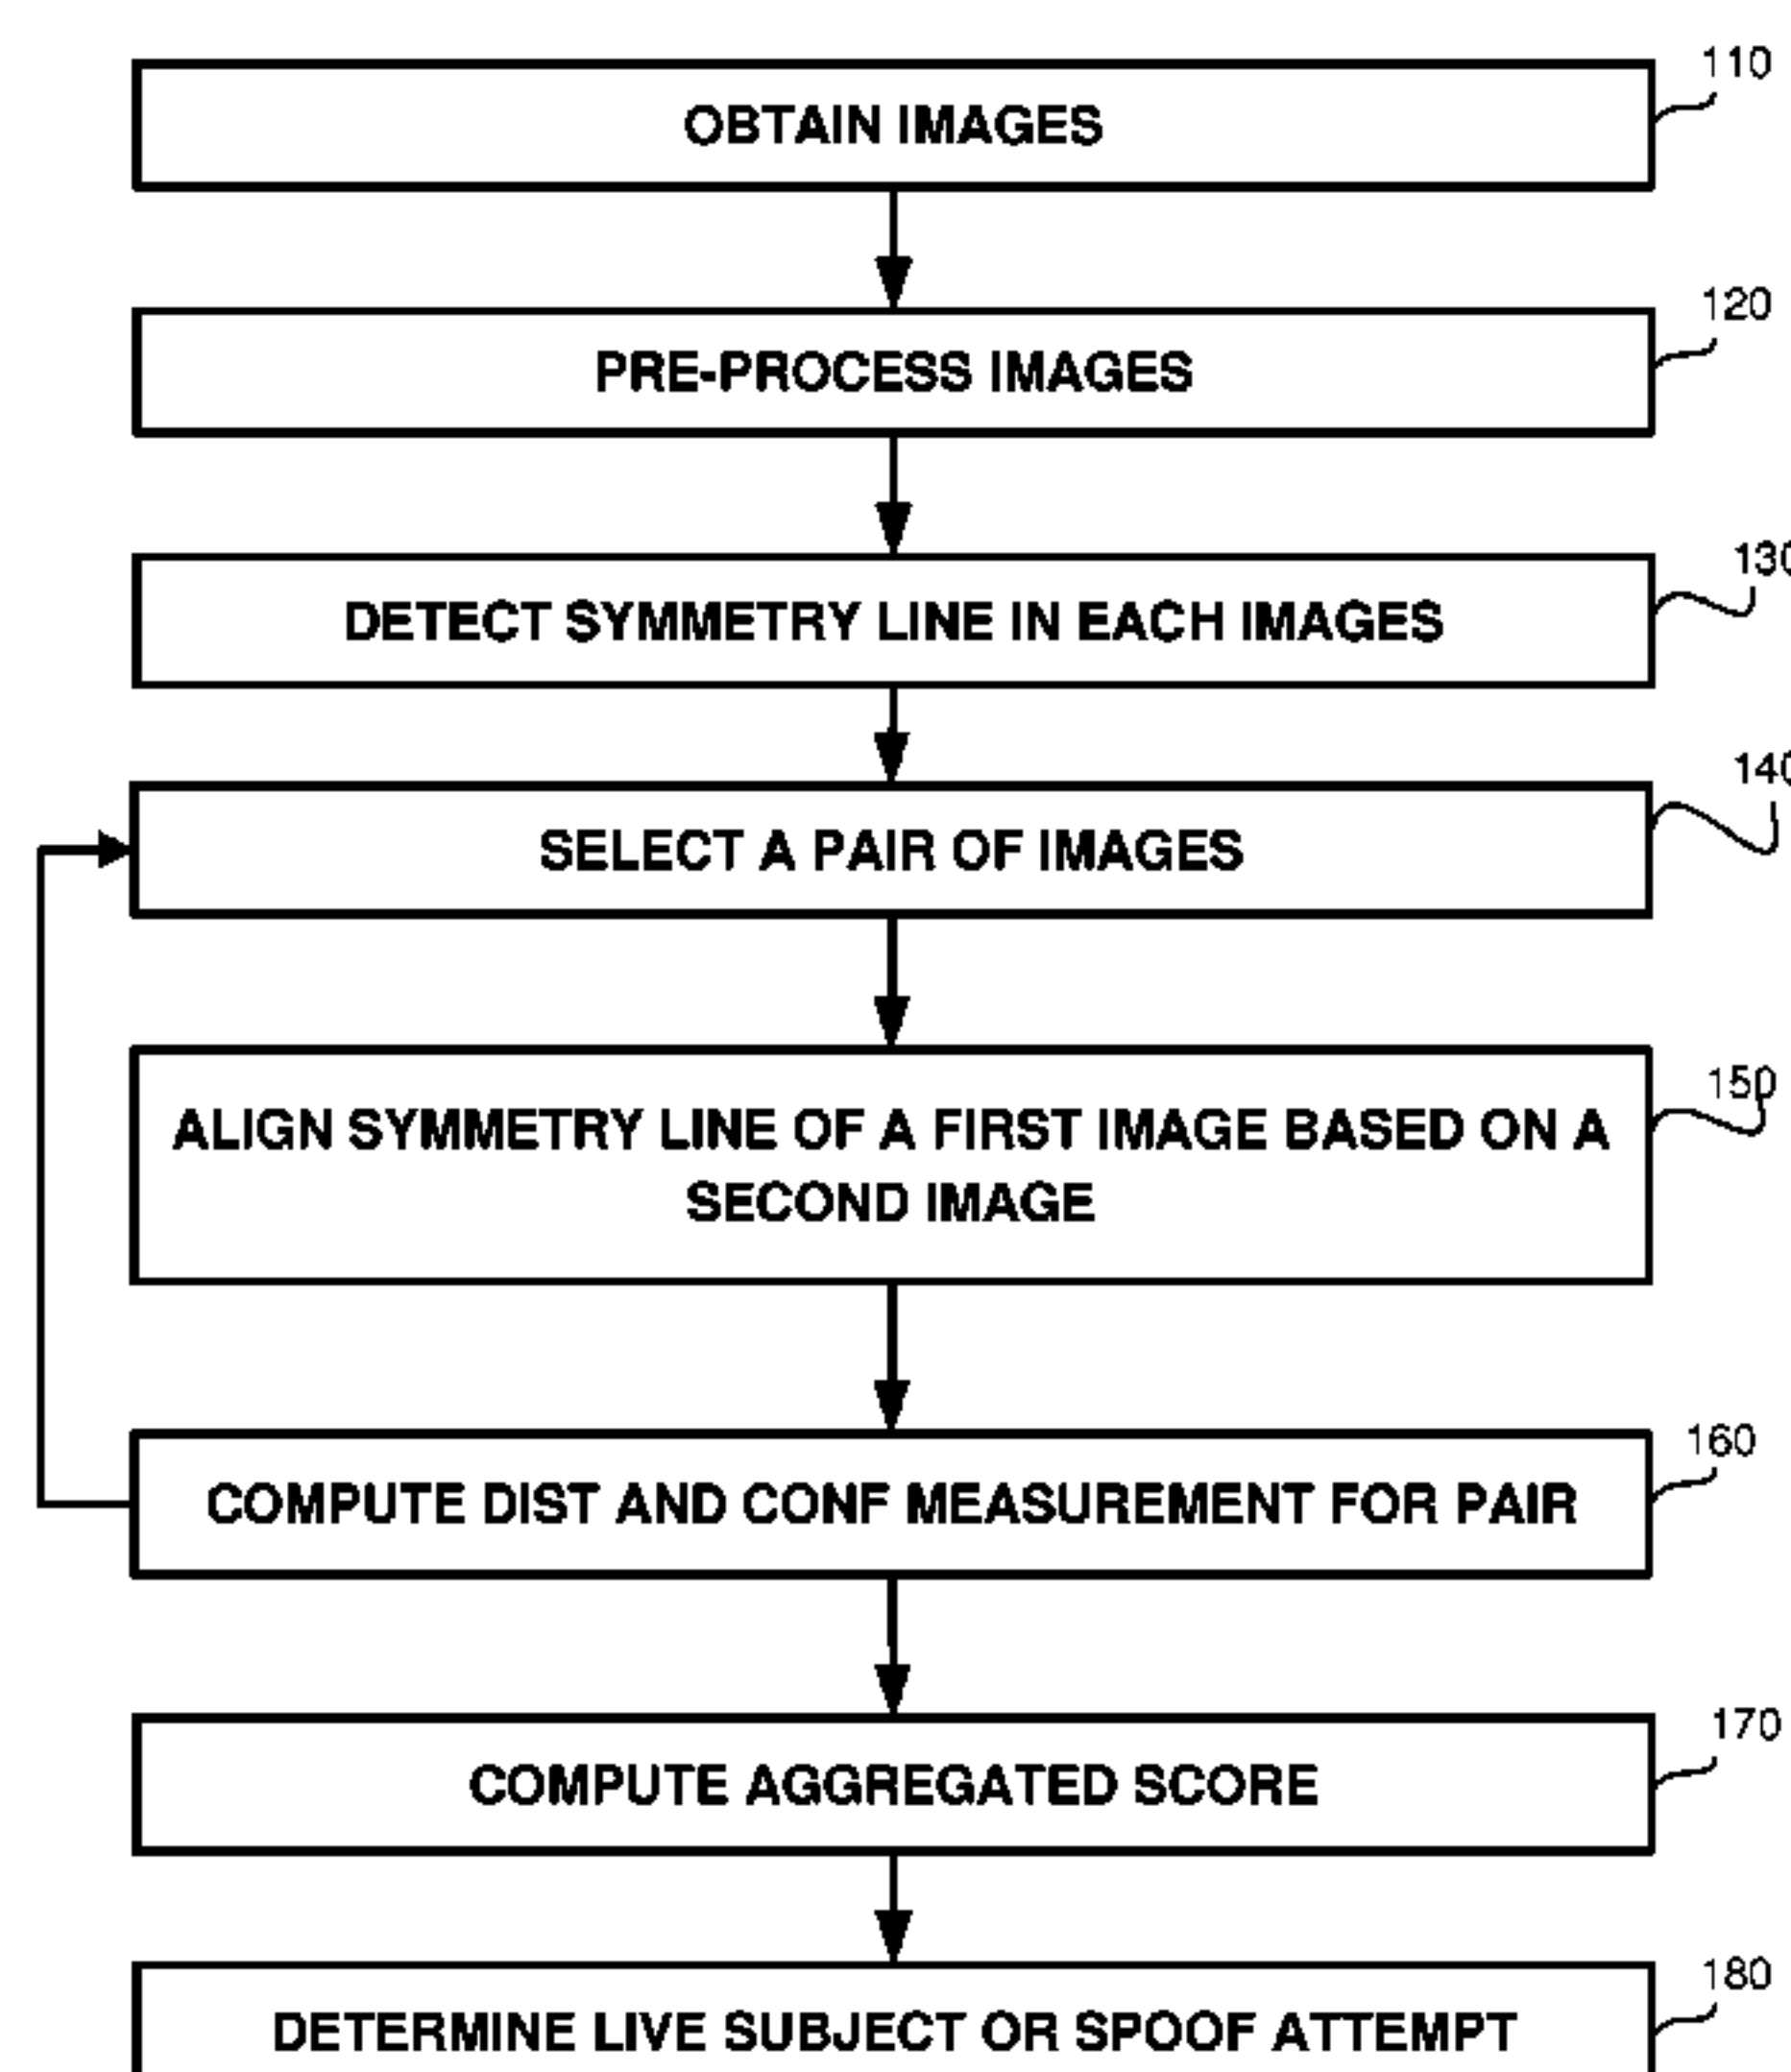 110
OBTAIN IMAGES
120
PRE-PROCESS IMAGES
130
DETECT SYMMETRY LINE IN EACH IMAGES
140
SELECT A PAIR OF IMAGES
150
ALIGN SYMMETRY LINE OF A FIRST IMAGE BASED ON A
SECOND IMAGE
160
COMPUTE DIST AND CONF MEASUREMENT FOR PAIR
170
COMPUTE AGGREGATED SCORE
180
DETERMINE LIVE SUBJECT OR SPOOF ATTEMPT